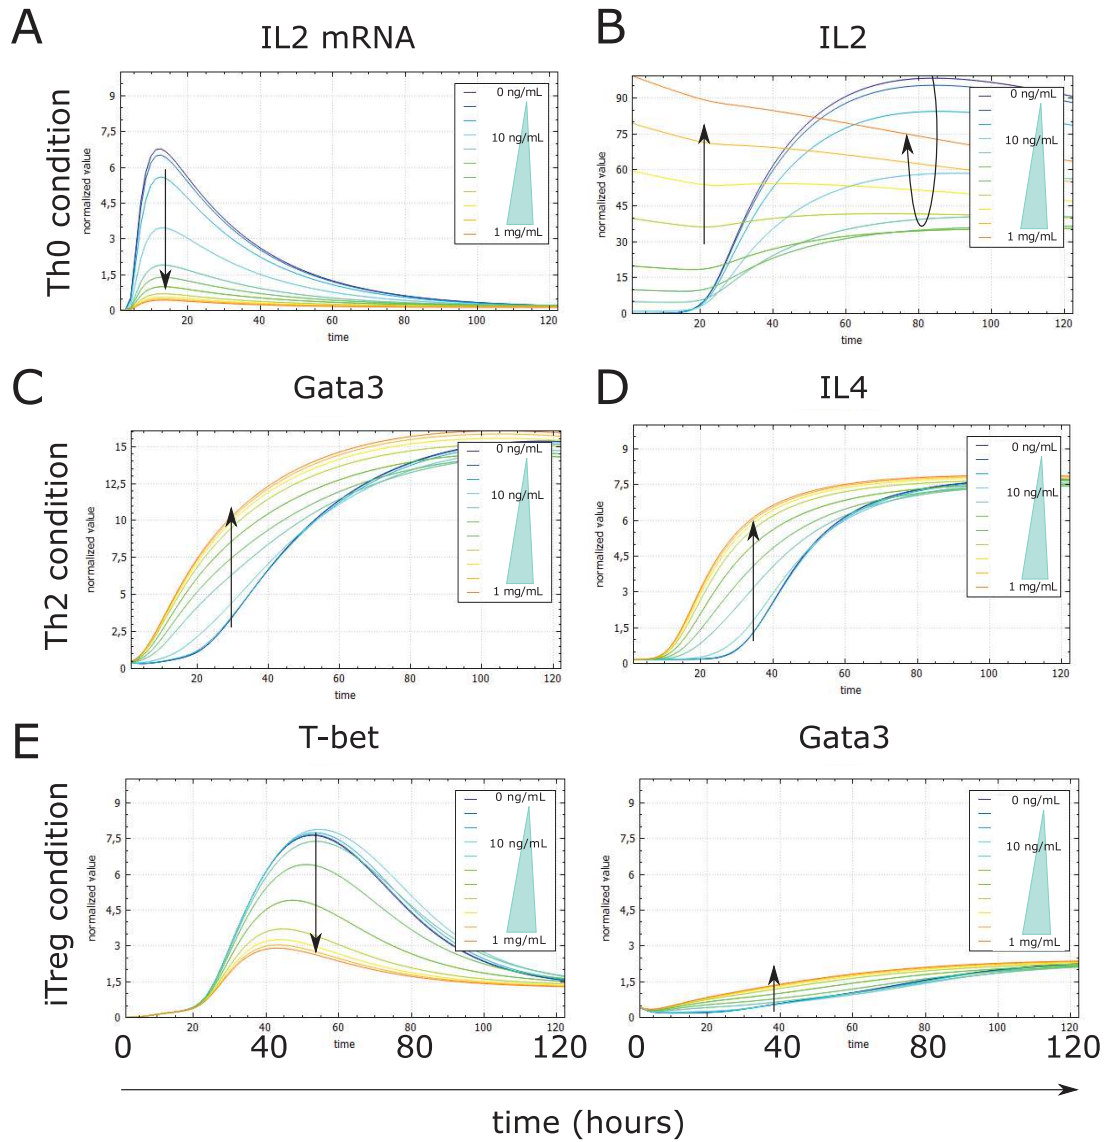 A
IL2 mRNA
B
IL2
Th0 condition
normalized value
9
7,5
6
4,5
3
1,5
0
20
40
60
80
100
120
time
0 ng/mL
10 ng/mL
1 mg/mL
normalized value
90
75
60
45
30
15
0
20
40
60
80
100
120
time
0 ng/mL
10 ng/mL
1 mg/mL
C
Gata3
D
IL4
Th2 condition
normalized value
15
12,5
10
7,5
5
2,5
0
20
40
60
80
100
120
time
0 ng/mL
10 ng/mL
1 mg/mL
normalized value
9
7,5
6
4,5
3
1,5
0
20
40
60
80
100
120
time
0 ng/mL
10 ng/mL
1 mg/mL
E
T-bet
Gata3
iTreg condition
normalized value
9
7,5
6
4,5
3
1,5
0
20
40
60
80
100
120
time
0 ng/mL
10 ng/mL
1 mg/mL
0
40
80
120
normalized value
9
7,5
6
4,5
3
1,5
0
20
40
60
80
100
120
time
0 ng/mL
10 ng/mL
1 mg/mL
0
40
80
120
time (hours)